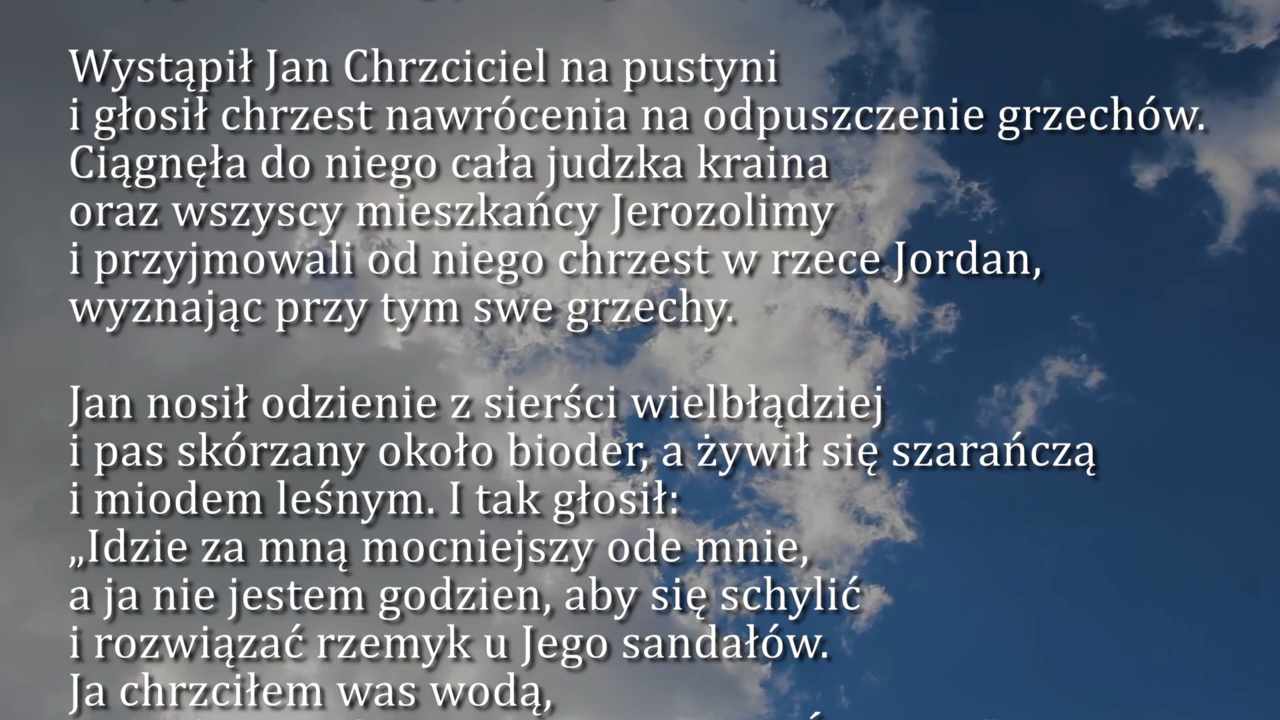 Wystąpił Jan Chrzciciel na pustyni
i głosił chrzest nawrócenia na odpuszczenie grzechów.
Ciągnęła do niego cała judzka kraina
oraz wszyscy mieszkańcy Jerozolimy
i przyjmowali od niego chrzest w rzece Jordan,
wyznając przy tym swe grzechy.
Jan nosił odzienie z sierści wielbłądziej
i pas skórzany około bioder, a żywił się szarańczą
i miodem leśnym. I tak głosił:
„Idzie za mną mocniejszy ode mnie,
a ja nie jestem godzien, aby się schylić
i rozwiązać rzemyk u Jego sandałów.
Ja chrzciłem was wodą,